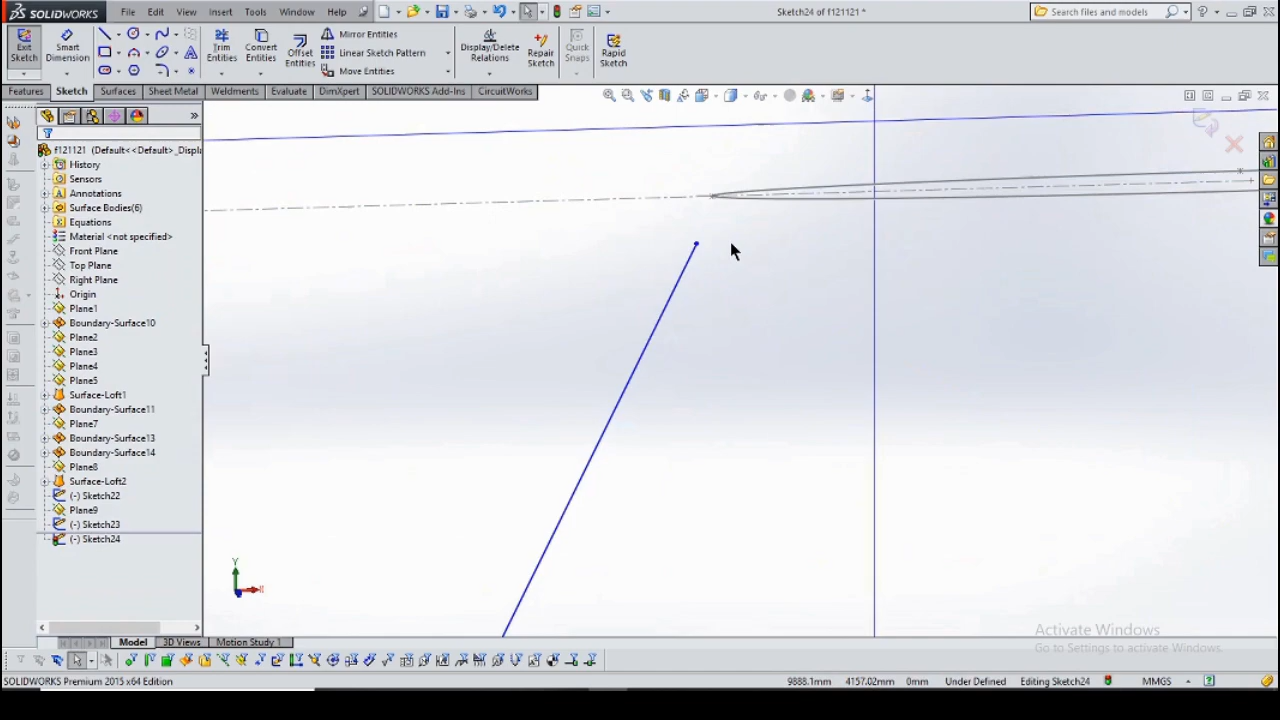 SOLIDWORKS
File Edit View Insert Tools Window Help
Sketch24 of f121121 *
Search files and models
Exit Sketch
Smart Dimension
Trim Entities
Convert Entities
Offset Entities
Mirror Entities
Linear Sketch Pattern
Move Entities
Display/Delete Relations
Repair Sketch
Quick Snaps
Rapid Sketch
Features Sketch Surfaces Sheet Metal Weldments Evaluate DimXpert SOLIDWORKS Add-Ins CircuitWorks
f121121 (Default<<Default>_Displa
History
Sensors
Annotations
Surface Bodies(6)
Equations
Material <not specified>
Front Plane
Top Plane
Right Plane
Origin
Plane1
Boundary-Surface10
Plane2
Plane3
Plane4
Plane5
Surface-Loft1
Boundary-Surface11
Plane7
Boundary-Surface13
Boundary-Surface14
Plane8
Surface-Loft2
(-) Sketch22
Plane9
(-) Sketch23
(-) Sketch24
Y
Model 3D Views Motion Study 1
Activate Windows
Go to Settings to activate Windows.
SOLIDWORKS Premium 2015 x64 Edition
9888.1mm 4157.02mm 0mm Under Defined Editing Sketch24 MMGS